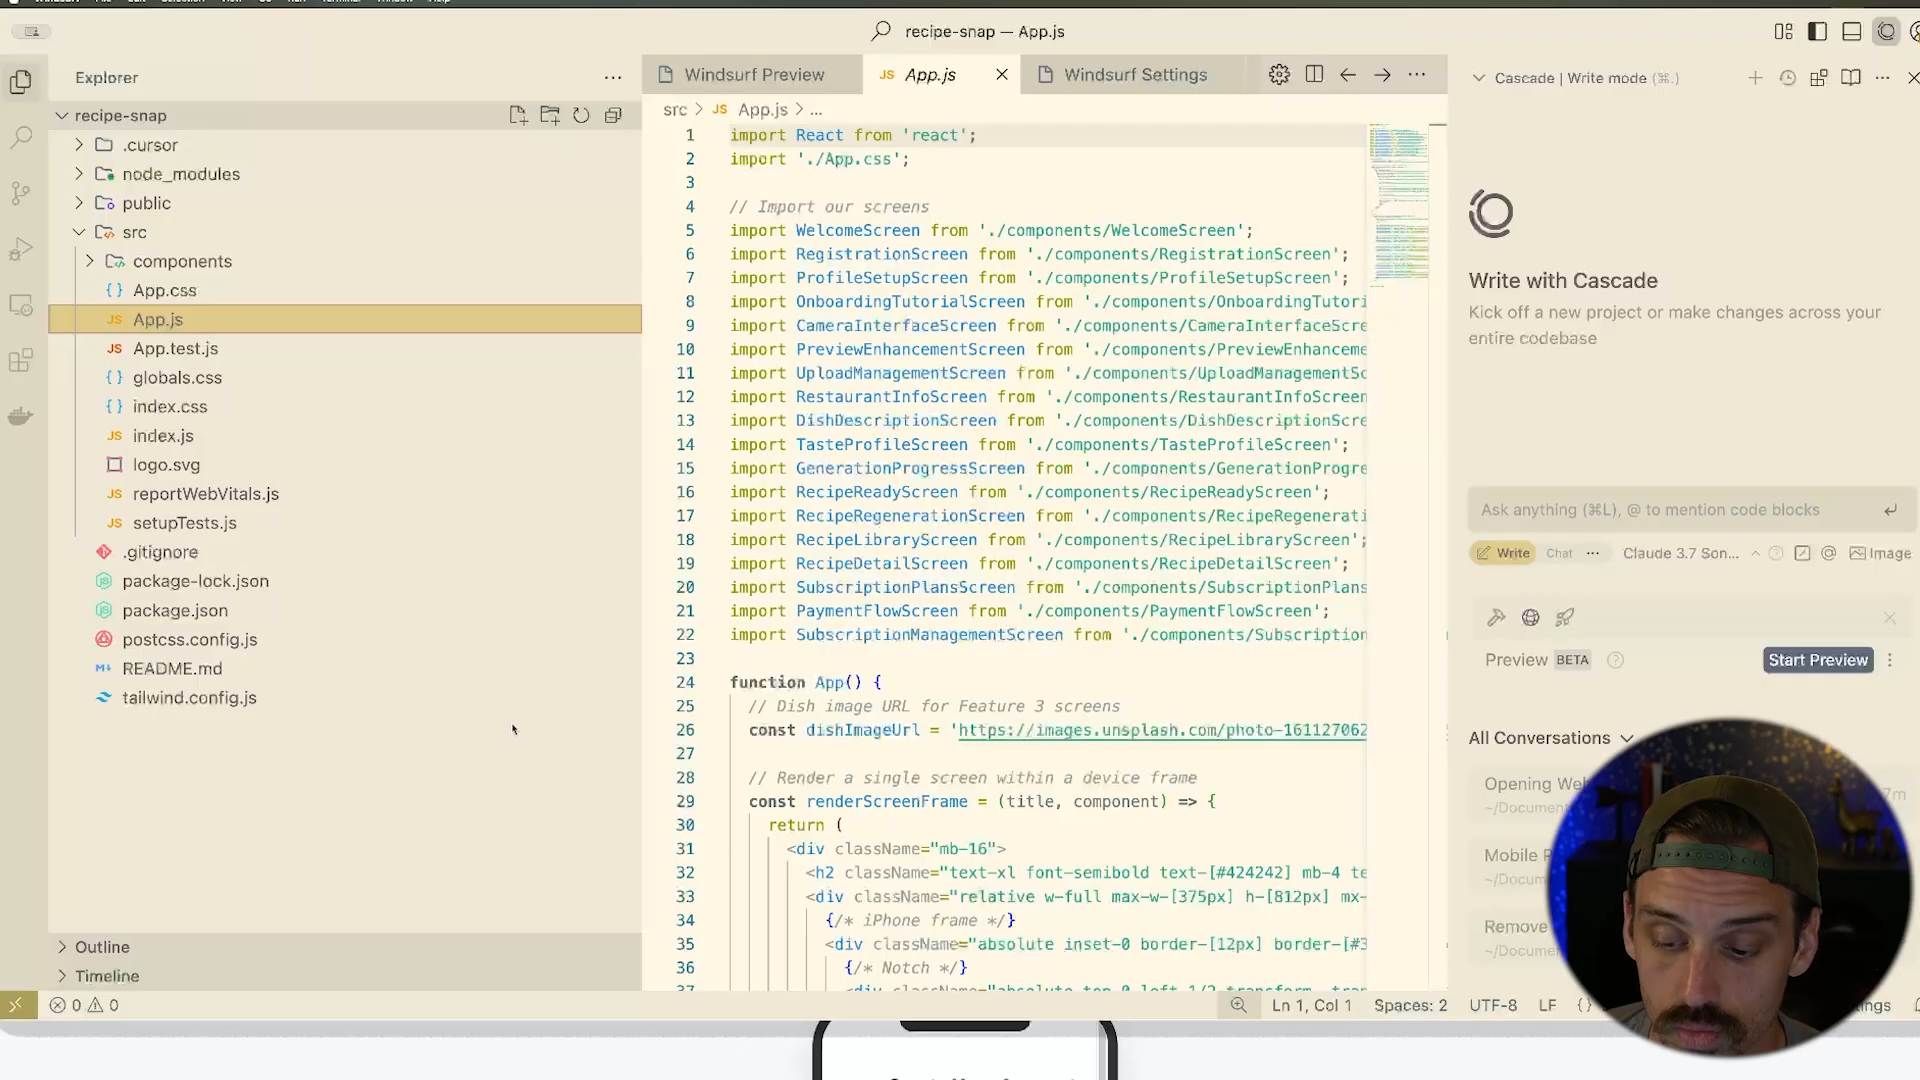 recipe-snap — App.js
Explorer
recipe-snap
.cursor
node_modules
public
src
components
App.css
App.js
App.test.js
globals.css
index.css
index.js
logo.svg
reportWebVitals.js
setupTests.js
.gitignore
package-lock.json
package.json
postcss.config.js
README.md
tailwind.config.js
Outline
Timeline
Windsurf Preview
JS App.js
Windsurf Settings
src > JS App.js > ...
1 import React from 'react';
2 import './App.css';
3
4 // Import our screens
5 import WelcomeScreen from './components/WelcomeScreen';
6 import RegistrationScreen from './components/RegistrationScreen';
7 import ProfileSetupScreen from './components/ProfileSetupScreen';
8 import OnboardingTutorialScreen from './components/OnboardingTutori
9 import CameraInterfaceScreen from './components/CameraInterfaceScre
10 import PreviewEnhancementScreen from './components/PreviewEnhanceme
11 import UploadManagementScreen from './components/UploadManagementSc
12 import RestaurantInfoScreen from './components/RestaurantInfoScreen
13 import DishDescriptionScreen from './components/DishDescriptionScre
14 import TasteProfileScreen from './components/TasteProfileScreen';
15 import GenerationProgressScreen from './components/GenerationProgre
16 import RecipeReadyScreen from './components/RecipeReadyScreen';
17 import RecipeRegenerationScreen from './components/RecipeRegenerati
18 import RecipeLibraryScreen from './components/RecipeLibraryScreen';
19 import RecipeDetailScreen from './components/RecipeDetailScreen';
20 import SubscriptionPlansScreen from './components/SubscriptionPlans
21 import PaymentFlowScreen from './components/PaymentFlowScreen';
22 import SubscriptionManagementScreen from './components/Subscription
23
24 function App() {
25 // Dish image URL for Feature 3 screens
26 const dishImageUrl = 'https://images.unsplash.com/photo-161127062
27
28 // Render a single screen within a device frame
29 const renderScreenFrame = (title, component) => {
30 return (
31 <div className="mb-16">
32 <h2 className="text-xl font-semibold text-[#424242] mb-4 te
33 <div className="relative w-full max-w-[375px] h-[812px] mx-
34 {/* iPhone frame */}
35 <div className="absolute inset-0 border-[12px] border-[#3
36 {/* Notch */}
Cascade | Write mode (⌘.)
Write with Cascade
Kick off a new project or make changes across your
entire codebase
Ask anything (⌘L), @ to mention code blocks
Write Chat ... Claude 3.7 Son... Image
Preview BETA Start Preview
All Conversations
Opening We
~/Documen
7m
Mobile
~/Docum
Remove
~/Docum
0 0
Ln 1, Col 1 Spaces: 2 UTF-8 LF {}